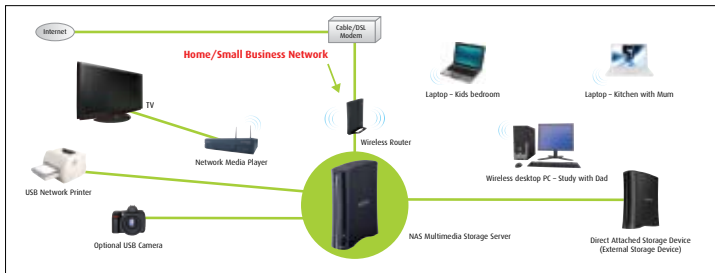 Internet
Cable/DSL
Modem
Home/Small Business Network
TV
Laptop – Kids bedroom
Laptop – Kitchen with Mum
Wireless Router
Network Media Player
Wireless desktop PC – Study with Dad
USB Network Printer
NAS Multimedia Storage Server
Optional USB Camera
Direct Attached Storage Device
(External Storage Device)